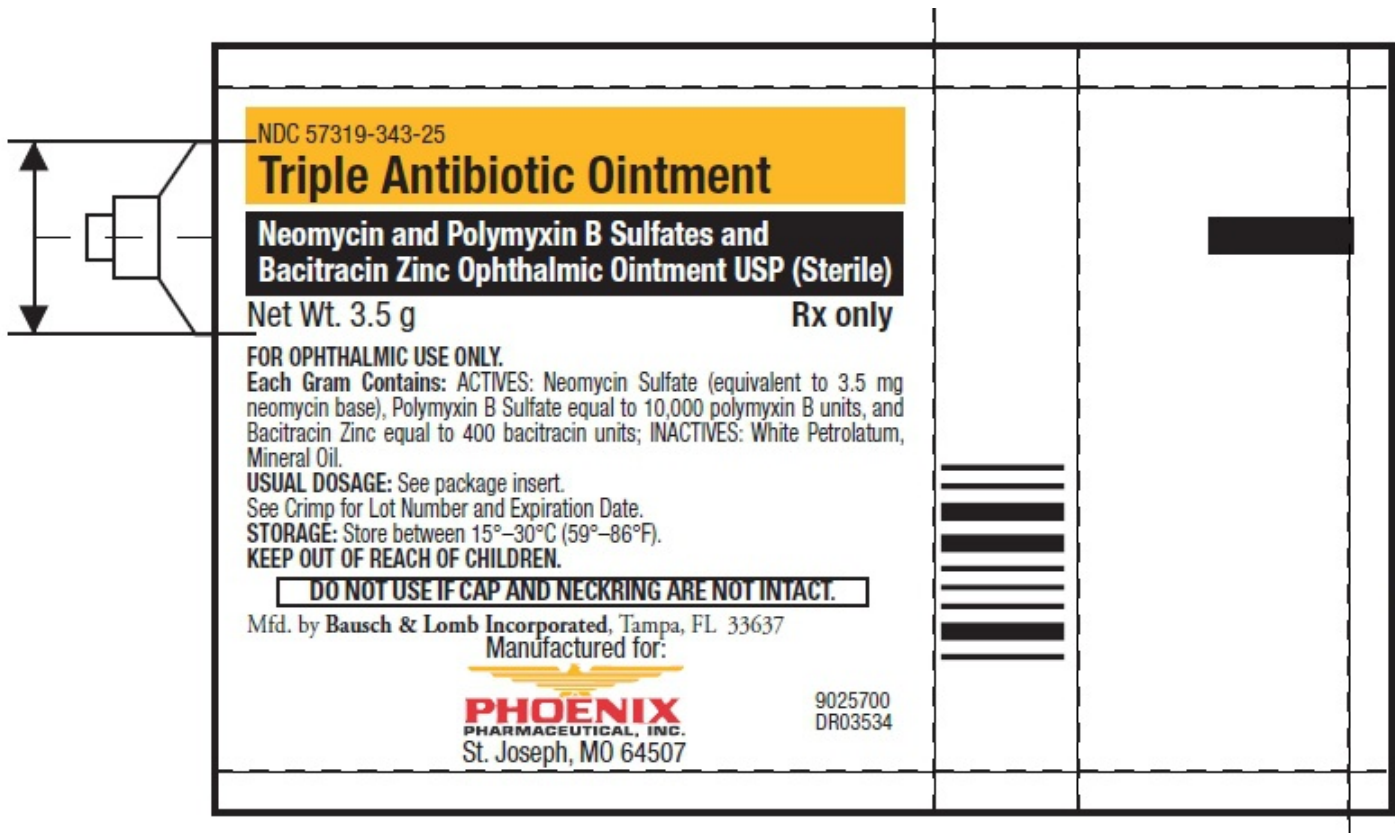 NDC 57319-343-25
Triple Antibiotic Ointment
Neomycin and Polymyxin B Sulfates and
Bacitracin Zinc Ophthalmic Ointment USP (Sterile)
Net Wt. 3.5 g Rx only
FOR OPHTHALMIC USE ONLY.
Each Gram Contains: ACTIVES: Neomycin Sulfate (equivalent to 3.5 mg
neomycin base), Polymyxin B Sulfate equal to 10,000 polymyxin B units, and
Bacitracin Zinc equal to 400 bacitracin units; INACTIVES: White Petrolatum,
Mineral Oil.
USUAL DOSAGE: See package insert.
See Crimp for Lot Number and Expiration Date.
STORAGE: Store between 15°–30°C (59°–86°F).
KEEP OUT OF REACH OF CHILDREN.
DO NOT USE IF CAP AND NECKRING ARE NOT INTACT.
Mfd. by Bausch & Lomb Incorporated, Tampa, FL 33637
Manufactured for:
PHOENIX
PHARMACEUTICAL, INC.
St. Joseph, MO 64507
9025700
DR03534